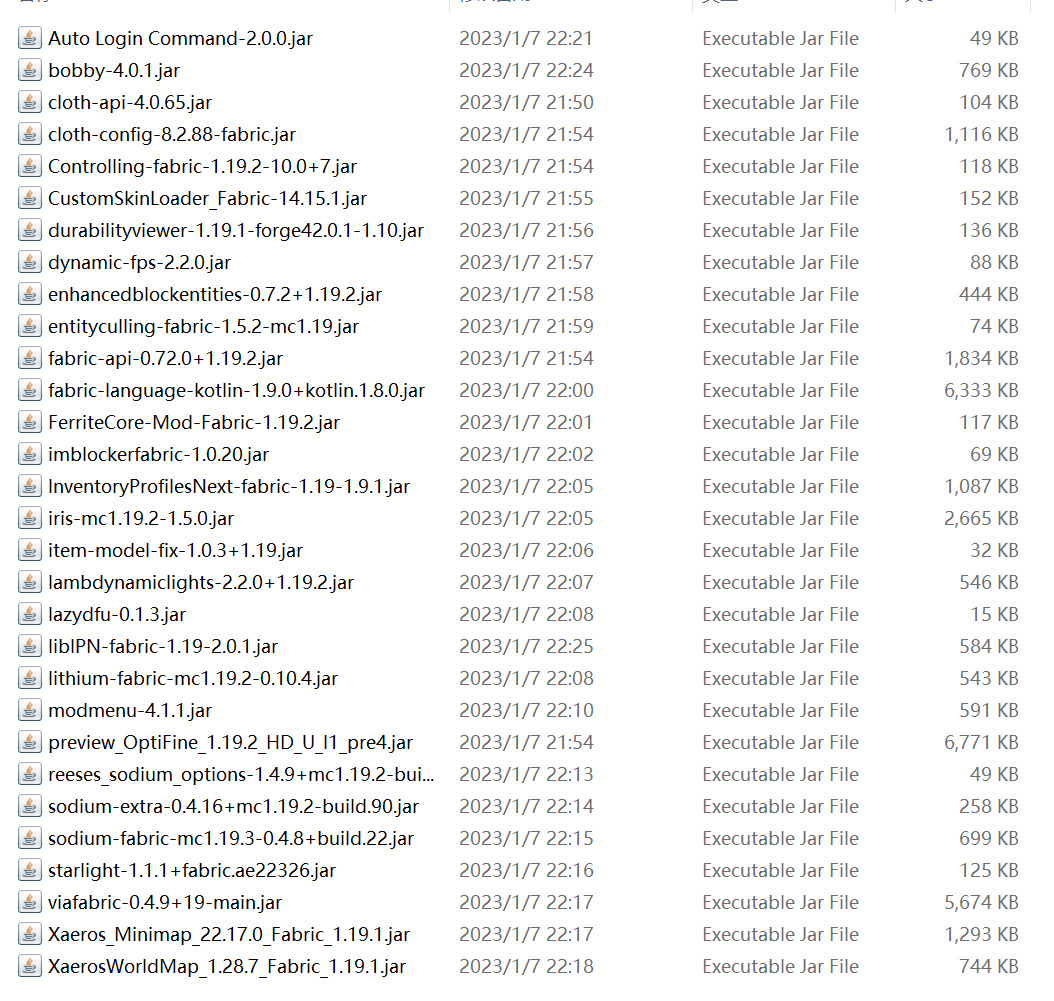 Auto Login Command-2.0.0.jar 2023/1/7 22:21 Executable Jar File 49 KB
bobby-4.0.1.jar 2023/1/7 22:24 Executable Jar File 769 KB
cloth-api-4.0.65.jar 2023/1/7 21:50 Executable Jar File 104 KB
cloth-config-8.2.88-fabric.jar 2023/1/7 21:54 Executable Jar File 1,116 KB
Controlling-fabric-1.19.2-10.0+7.jar 2023/1/7 21:54 Executable Jar File 118 KB
CustomSkinLoader_Fabric-14.15.1.jar 2023/1/7 21:55 Executable Jar File 152 KB
durabilityviewer-1.19.1-forge42.0.1-1.10.jar 2023/1/7 21:56 Executable Jar File 136 KB
dynamic-fps-2.2.0.jar 2023/1/7 21:57 Executable Jar File 88 KB
enhancedblockentities-0.7.2+1.19.2.jar 2023/1/7 21:58 Executable Jar File 444 KB
entityculling-fabric-1.5.2-mc1.19.jar 2023/1/7 21:59 Executable Jar File 74 KB
fabric-api-0.72.0+1.19.2.jar 2023/1/7 21:54 Executable Jar File 1,834 KB
fabric-language-kotlin-1.9.0+kotlin.1.8.0.jar 2023/1/7 22:00 Executable Jar File 6,333 KB
FerriteCore-Mod-Fabric-1.19.2.jar 2023/1/7 22:01 Executable Jar File 117 KB
imblockerfabric-1.0.20.jar 2023/1/7 22:02 Executable Jar File 69 KB
InventoryProfilesNext-fabric-1.19-1.9.1.jar 2023/1/7 22:05 Executable Jar File 1,087 KB
iris-mc1.19.2-1.5.0.jar 2023/1/7 22:05 Executable Jar File 2,665 KB
item-model-fix-1.0.3+1.19.jar 2023/1/7 22:06 Executable Jar File 32 KB
lambdynamiclights-2.2.0+1.19.2.jar 2023/1/7 22:07 Executable Jar File 546 KB
lazydfu-0.1.3.jar 2023/1/7 22:08 Executable Jar File 15 KB
libIPN-fabric-1.19-2.0.1.jar 2023/1/7 22:25 Executable Jar File 584 KB
lithium-fabric-mc1.19.2-0.10.4.jar 2023/1/7 22:08 Executable Jar File 543 KB
modmenu-4.1.1.jar 2023/1/7 22:10 Executable Jar File 591 KB
preview_OptiFine_1.19.2_HD_U_I1_pre4.jar 2023/1/7 21:54 Executable Jar File 6,771 KB
reeses_sodium_options-1.4.9+mc1.19.2-bui... 2023/1/7 22:13 Executable Jar File 49 KB
sodium-extra-0.4.16+mc1.19.2-build.90.jar 2023/1/7 22:14 Executable Jar File 258 KB
sodium-fabric-mc1.19.3-0.4.8+build.22.jar 2023/1/7 22:15 Executable Jar File 699 KB
starlight-1.1.1+fabric.ae22326.jar 2023/1/7 22:16 Executable Jar File 125 KB
viafabric-0.4.9+19-main.jar 2023/1/7 22:17 Executable Jar File 5,674 KB
Xaeros_Minimap_22.17.0_Fabric_1.19.1.jar 2023/1/7 22:17 Executable Jar File 1,293 KB
XaerosWorldMap_1.28.7_Fabric_1.19.1.jar 2023/1/7 22:18 Executable Jar File 744 KB